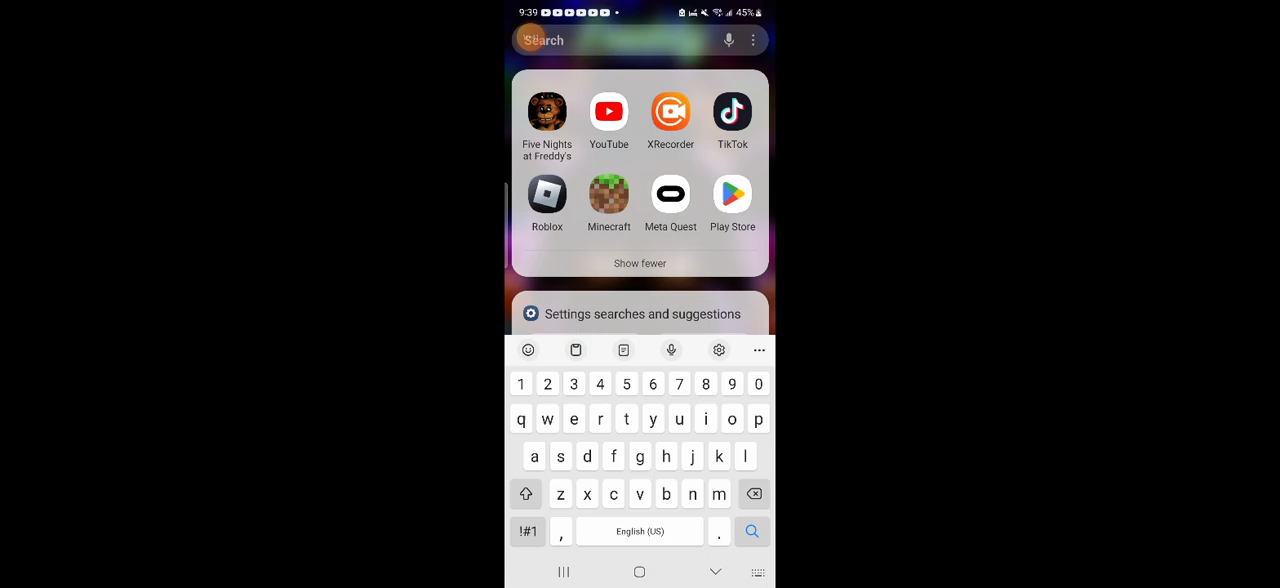 9:39 45%
Search
Five Nights at Freddy's
YouTube
XRecorder
TikTok
Roblox
Minecraft
Meta Quest
Play Store
Show fewer
Settings searches and suggestions
1 2 3 4 5 6 7 8 9 0
q w e r t y u i o p
a s d f g h j k l
z x c v b n m
!#1 , English (US) .